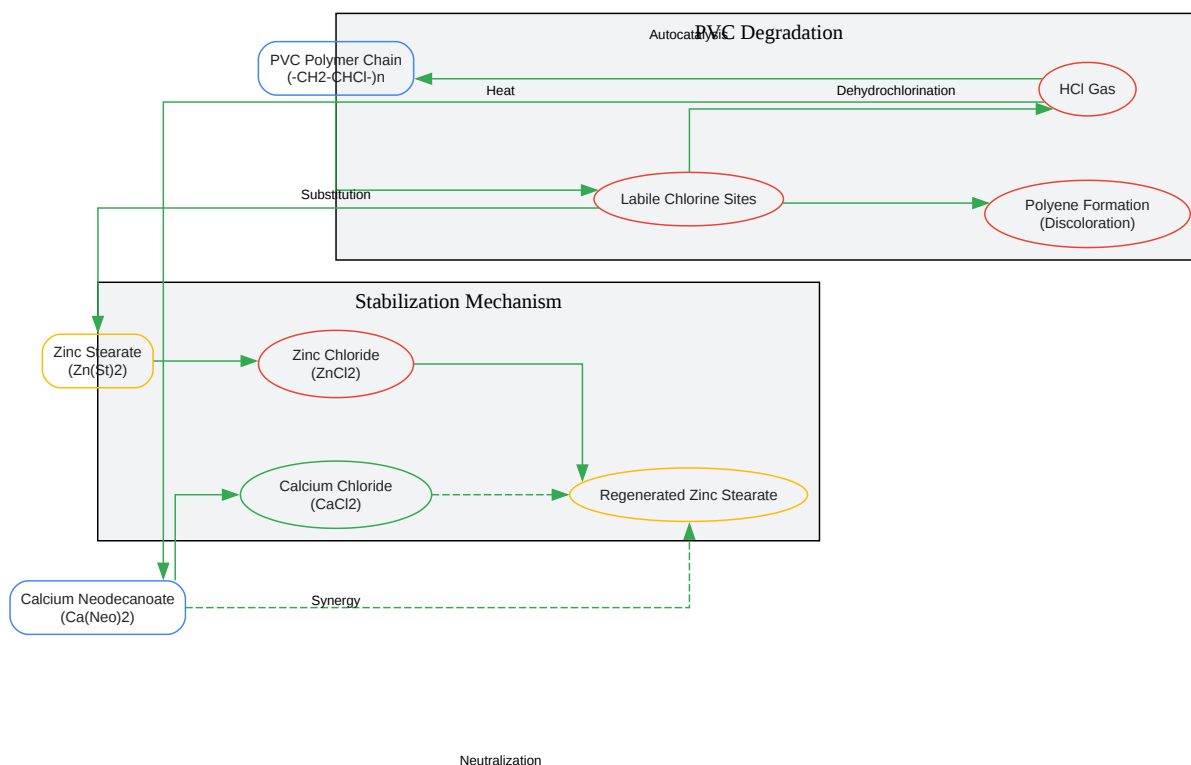 Autocatalysis
PVC Degradation
PVC Polymer Chain
(-CH2-CHCl-)n
Heat
Dehydrochlorination
HCl Gas
Substitution
Labile Chlorine Sites
Polyene Formation
(Discoloration)
Stabilization Mechanism
Zinc Stearate
(Zn(St)2)
Zinc Chloride
(ZnCl2)
Calcium Chloride
(CaCl2)
Regenerated Zinc Stearate
Calcium Neodecanoate
(Ca(Neo)2)
Synergy
Neutralization